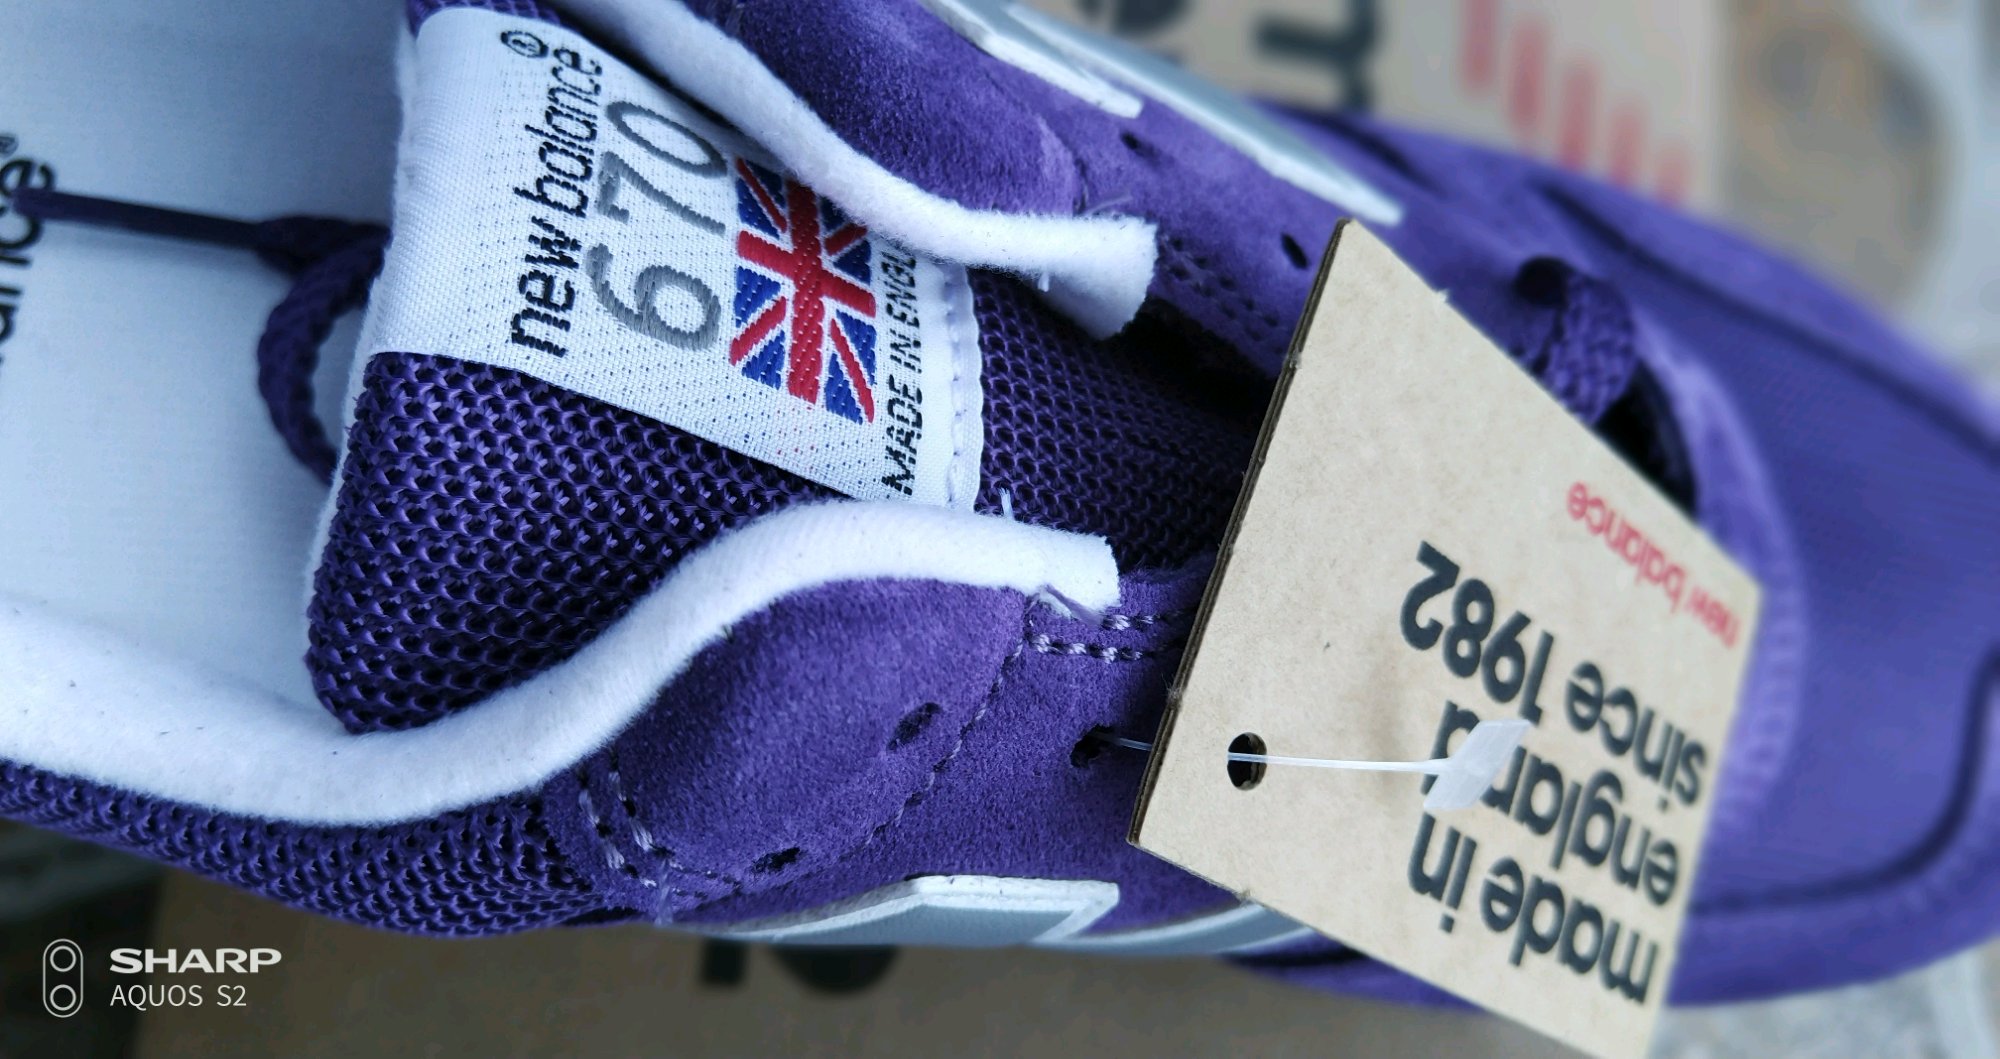 new balance®
670
MADE IN ENGL
new balance
made in
england
since 1982
SHARP
AQUOS S2